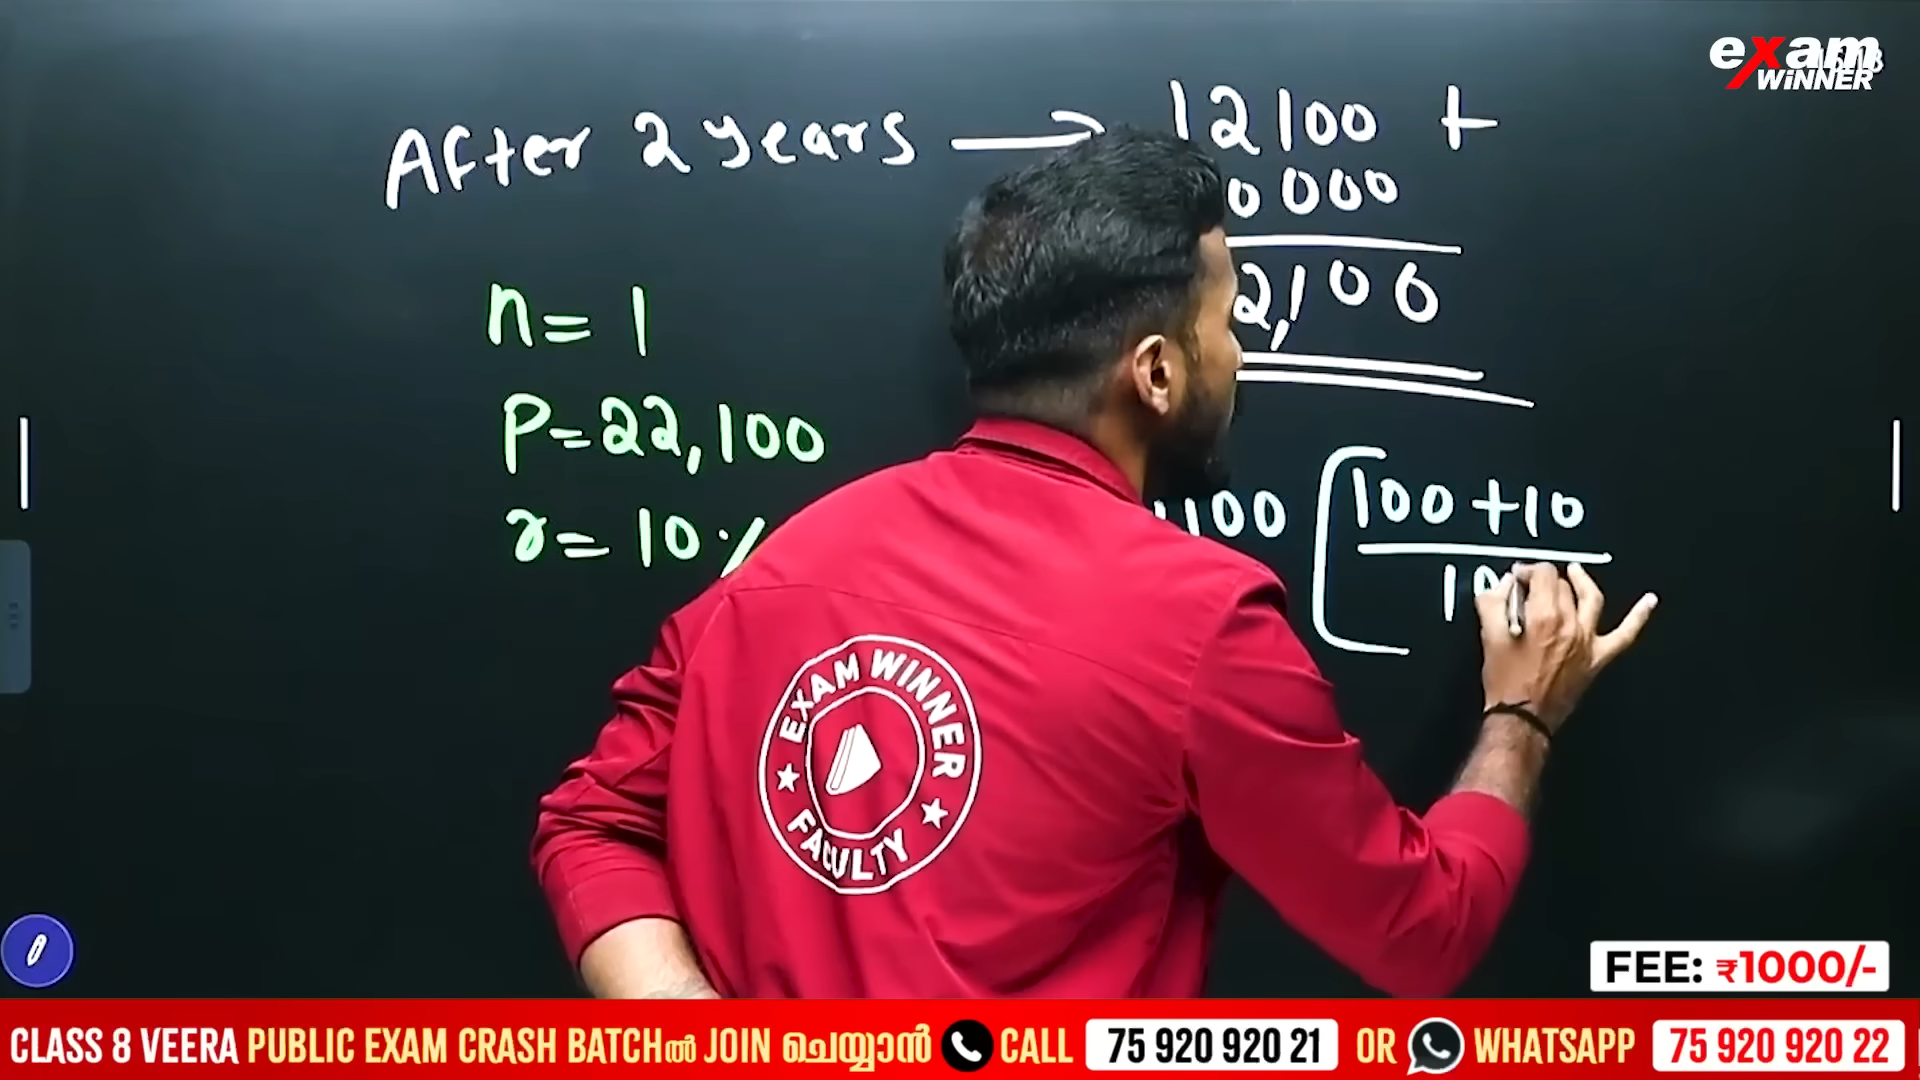 exam
WINNER
After 2 years → 12100 +
0000
2,100
n = 1
P = 22,100
r = 10 %
1100 [ 100 + 10
10
EXAM WINNER
FACULTY
FEE: ₹1000/-
CLASS 8 VEERA PUBLIC EXAM CRASH BATCHൽ JOIN ചെയ്യാൻ CALL 75 920 920 21 OR WHATSAPP 75 920 920 22